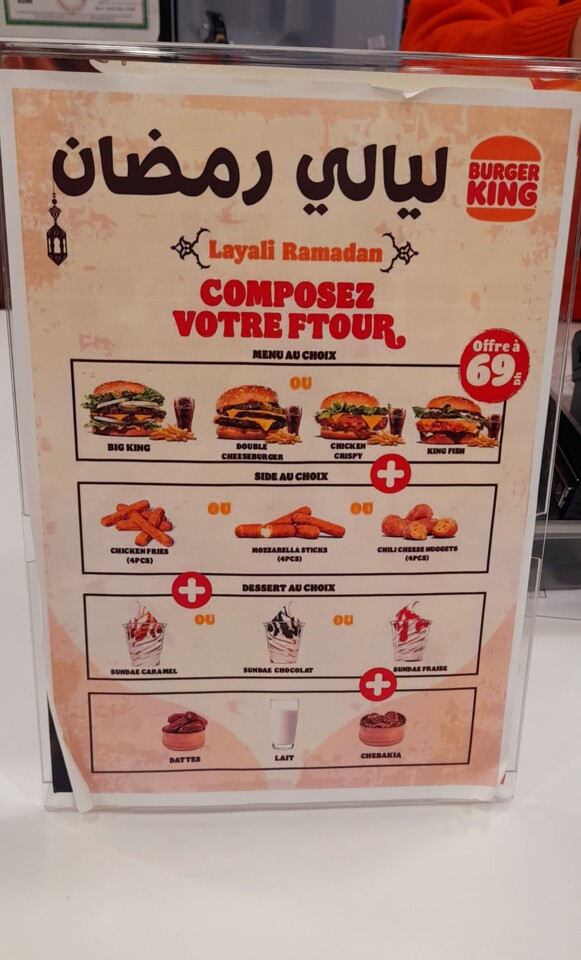 ليالي رمضان
BURGER
KING
Layali Ramadan
COMPOSEZ
VOTRE FTOUR
Offre à
69 Dh
MENU AU CHOIX
OU
BIG KING
DOUBLE
CHEESEBURGER
CHICKEN
CRISPY
KING FISH
+
SIDE AU CHOIX
OU
OU
CHICKEN FRIES
(4PCS)
MOZZARELLA STICKS
(4PCS)
CHILI CHEESE NUGGETS
(4PCS)
+
DESSERT AU CHOIX
OU
OU
SUNDAE CARAMEL
SUNDAE CHOCOLAT
SUNDAE FRAISE
+
DATTES
LAIT
CHEBAKIA